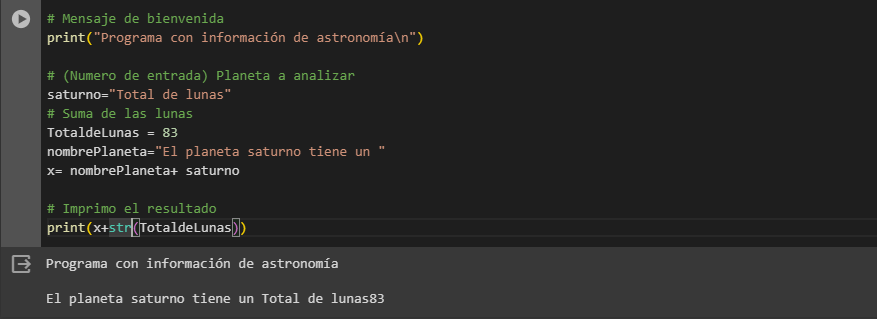 # Mensaje de bienvenida
print("Programa con información de astronomía\n")
# (Numero de entrada) Planeta a analizar
saturno="Total de lunas"
# Suma de las lunas
TotaldeLunas = 83
nombrePlaneta="El planeta saturno tiene un "
x= nombrePlaneta+ saturno
# Imprimo el resultado
print(x+str(TotaldeLunas))
Programa con información de astronomía
El planeta saturno tiene un Total de lunas83